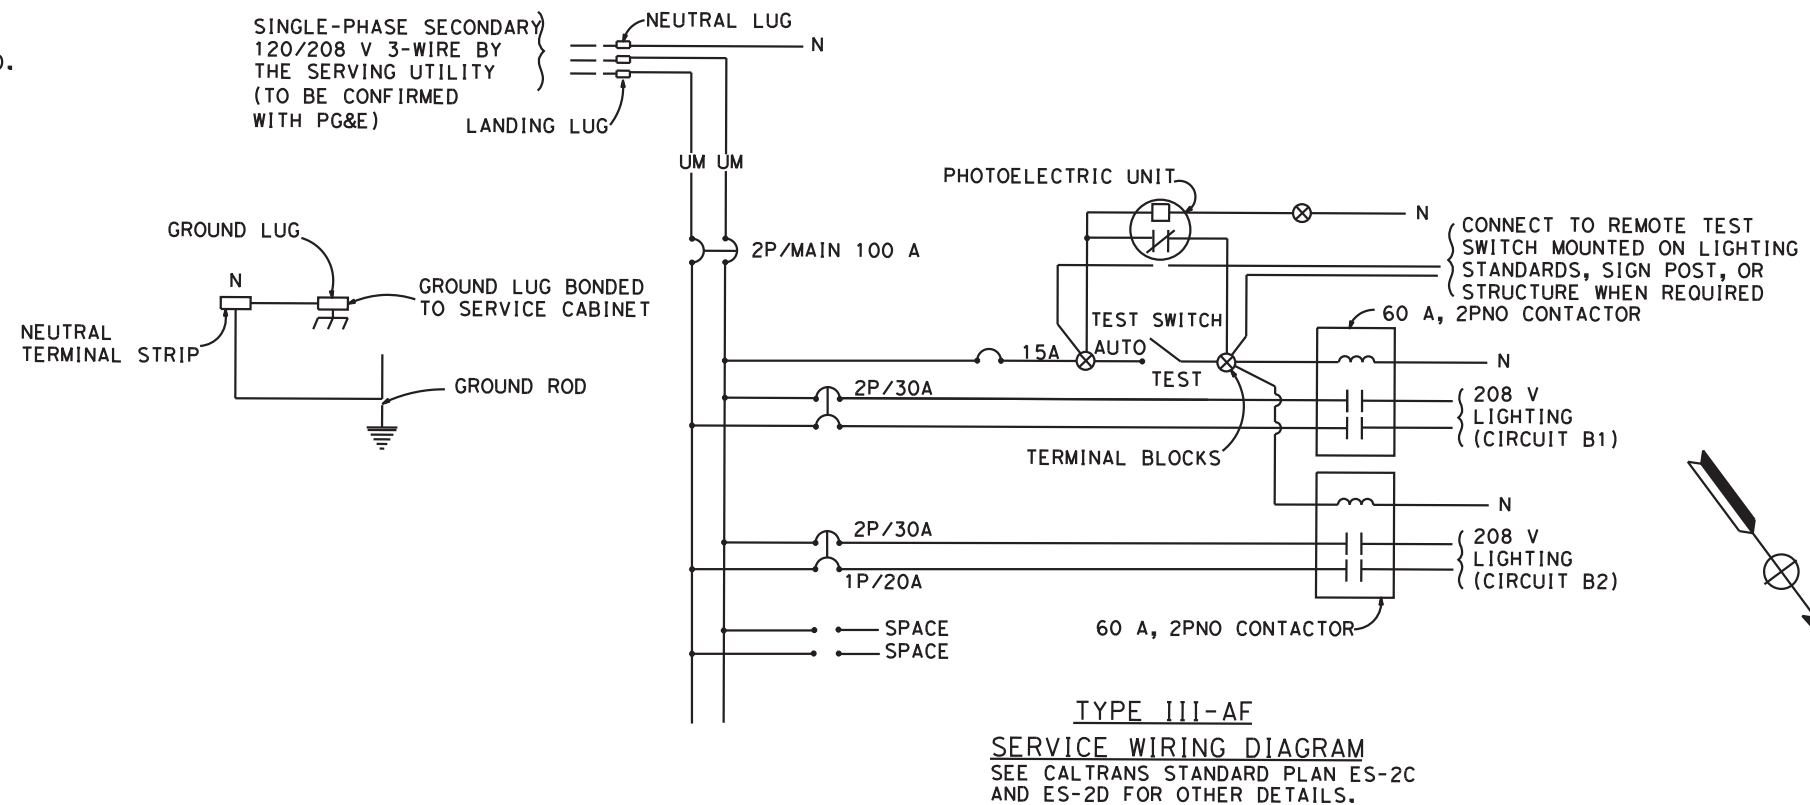 SINGLE-PHASE SECONDARY
120/208 V 3-WIRE BY
THE SERVING UTILITY
(TO BE CONFIRMED
WITH PG&E)
NEUTRAL LUG
N
LANDING LUG
UM UM
2P/MAIN 100 A
GROUND LUG
N
GROUND LUG BONDED
TO SERVICE CABINET
NEUTRAL
TERMINAL STRIP
GROUND ROD
PHOTOELECTRIC UNIT
N
CONNECT TO REMOTE TEST
SWITCH MOUNTED ON LIGHTING
STANDARDS, SIGN POST, OR
STRUCTURE WHEN REQUIRED
60 A, 2PNO CONTACTOR
TEST SWITCH
AUTO
15A
TEST
N
2P/30A
208 V
LIGHTING
(CIRCUIT B1)
TERMINAL BLOCKS
N
2P/30A
1P/20A
208 V
LIGHTING
(CIRCUIT B2)
60 A, 2PNO CONTACTOR
SPACE
SPACE
TYPE III-AF
SERVICE WIRING DIAGRAM
SEE CALTRANS STANDARD PLAN ES-2C
AND ES-2D FOR OTHER DETAILS.